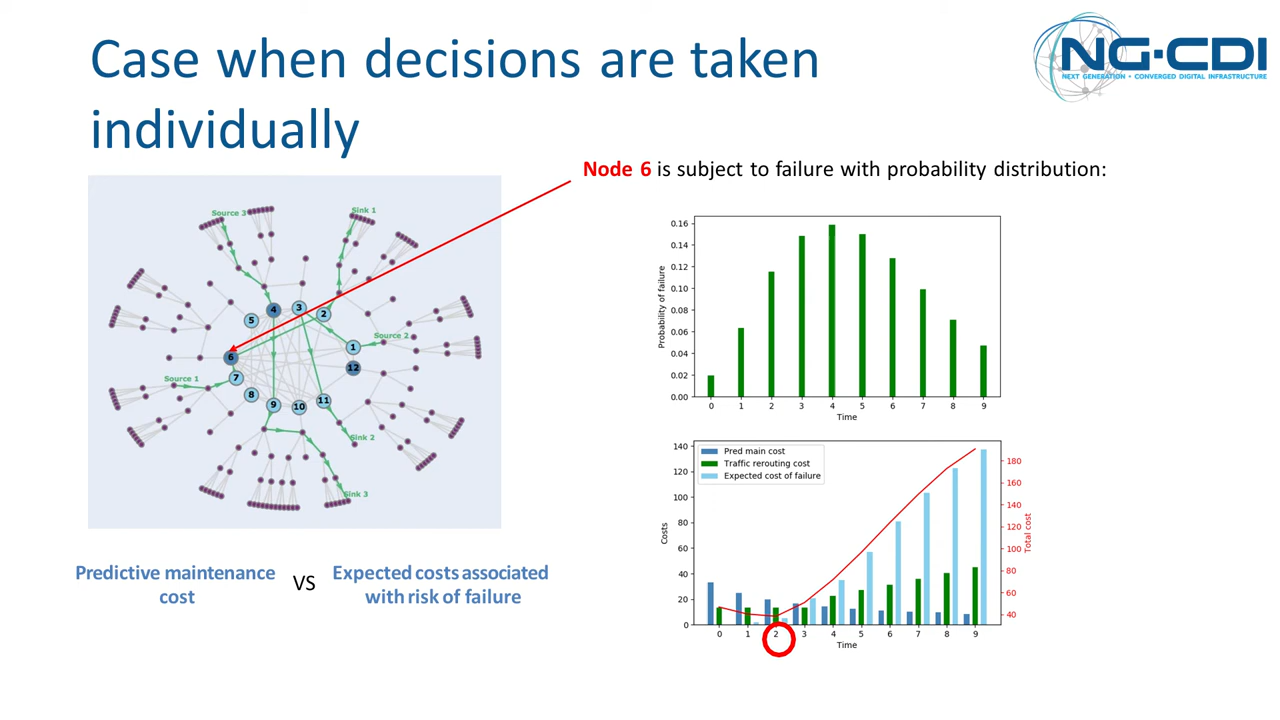 Case when decisions are taken
individually
NG-CDI
NEXT GENERATION • CONVERGED DIGITAL INFRASTRUCTURE
Node 6 is subject to failure with probability distribution:
Source 3
Sink 1
4
3
2
5
Source 2
1
6
12
7
Source 1
8
9
10
11
Sink 2
Sink 3
Predictive maintenance
cost
VS
Expected costs associated
with risk of failure
Probability of failure
0.16
0.14
0.12
0.10
0.08
0.06
0.04
0.02
0.00
0 1 2 3 4 5 6 7 8 9
Time
Pred main cost
Traffic rerouting cost
Expected cost of failure
Costs
140
120
100
80
60
40
20
0
180
160
140
120
100
80
60
40
Total cost
0 1 2 3 4 5 6 7 8 9
Time